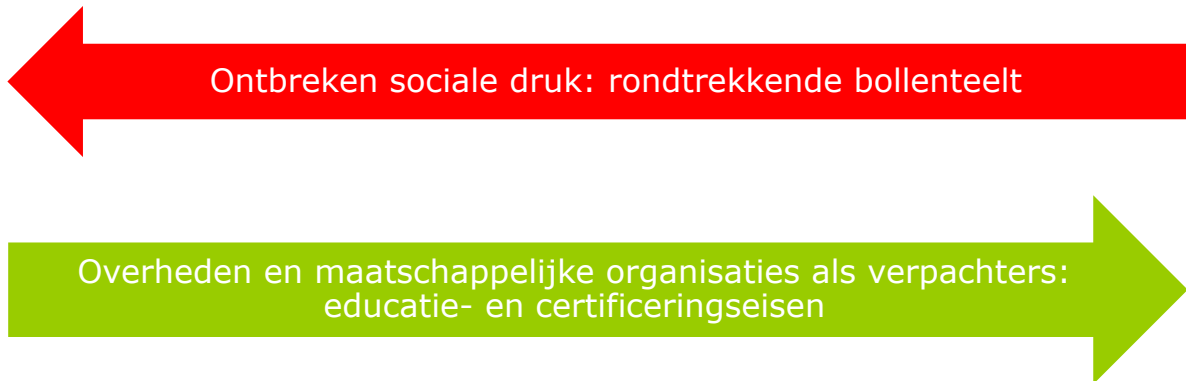 Ontbreken sociale druk: rondtrekkende bollenteelt
Overheden en maatschappelijke organisaties als verpachters:
educatie- en certificeringseisen